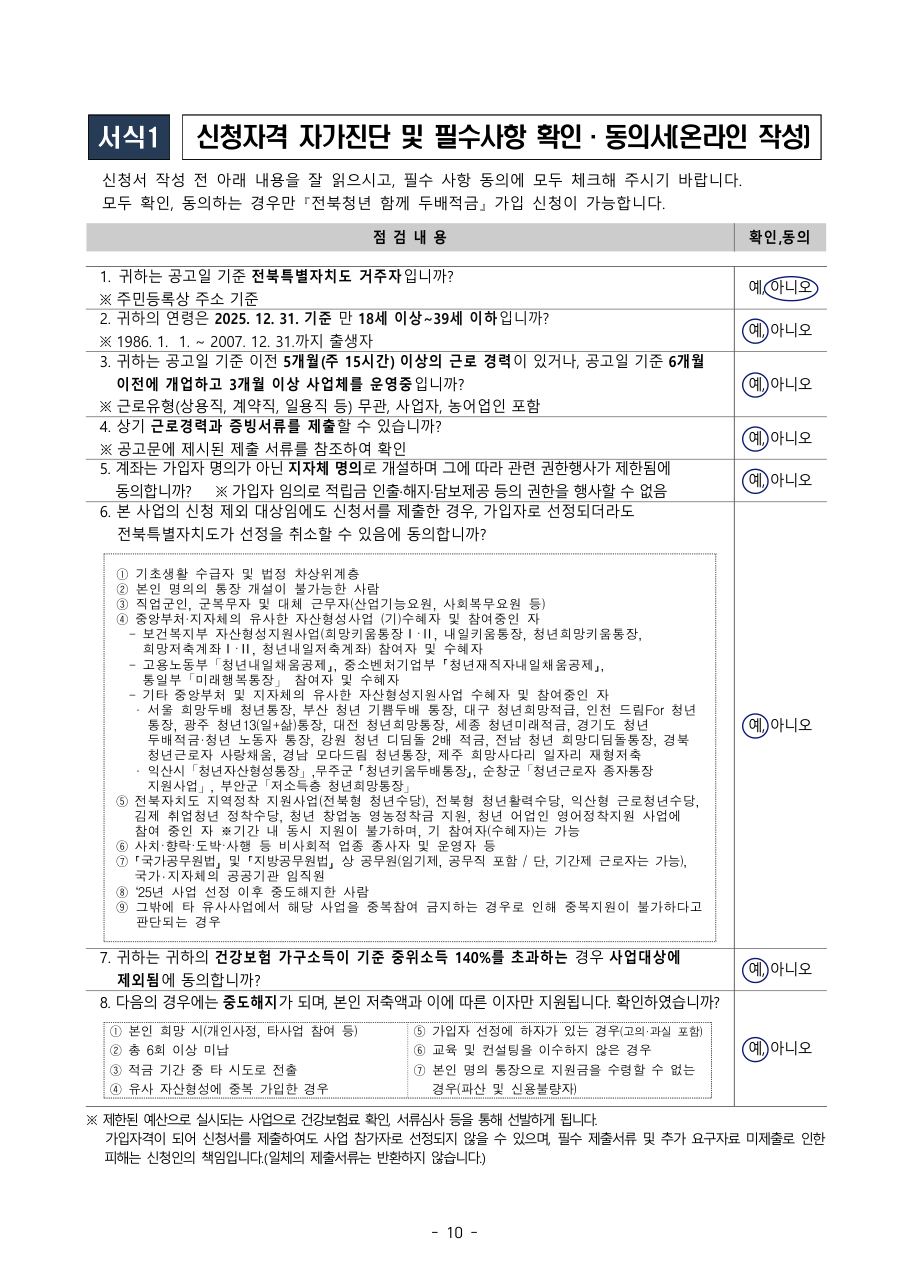 서식1 신청자격 자가진단 및 필수사항 확인 · 동의서(온라인 작성)
신청서 작성 전 아래 내용을 잘 읽으시고, 필수 사항 동의에 모두 체크해 주시기 바랍니다.
모두 확인, 동의하는 경우만 『전북청년 함께 두배적금』 가입 신청이 가능합니다.
점 검 내 용 확인,동의
1. 귀하는 공고일 기준 전북특별자치도 거주자입니까?
※ 주민등록상 주소 기준
예, 아니오
2. 귀하의 연령은 2025. 12. 31. 기준 만 18세 이상~39세 이하입니까?
※ 1986. 1. 1. ~ 2007. 12. 31.까지 출생자
예, 아니오
3. 귀하는 공고일 기준 이전 5개월(주 15시간) 이상의 근로 경력이 있거나, 공고일 기준 6개월
이전에 개업하고 3개월 이상 사업체를 운영중입니까?
※ 근로유형(상용직, 계약직, 일용직 등) 무관, 사업자, 농어업인 포함
예, 아니오
4. 상기 근로경력과 증빙서류를 제출할 수 있습니까?
※ 공고문에 제시된 제출 서류를 참조하여 확인
예, 아니오
5. 계좌는 가입자 명의가 아닌 지자체 명의로 개설하며 그에 따라 관련 권한행사가 제한됨에
동의합니까? ※ 가입자 임의로 적립금 인출·해지·담보제공 등의 권한을 행사할 수 없음
예, 아니오
6. 본 사업의 신청 제외 대상임에도 신청서를 제출한 경우, 가입자로 선정되더라도
전북특별자치도가 선정을 취소할 수 있음에 동의합니까?
① 기초생활 수급자 및 법정 차상위계층
② 본인 명의의 통장 개설이 불가능한 사람
③ 직업군인, 군복무자 및 대체 근무자(산업기능요원, 사회복무요원 등)
④ 중앙부처·지자체의 유사한 자산형성사업 (기)수혜자 및 참여중인 자
- 보건복지부 자산형성지원사업(희망키움통장Ⅰ·Ⅱ, 내일키움통장, 청년희망키움통장,
희망저축계좌Ⅰ·Ⅱ, 청년내일저축계좌) 참여자 및 수혜자
- 고용노동부「청년내일채움공제」, 중소벤처기업부『청년재직자내일채움공제』,
통일부「미래행복통장」 참여자 및 수혜자
- 기타 중앙부처 및 지자체의 유사한 자산형성지원사업 수혜자 및 참여중인 자
· 서울 희망두배 청년통장, 부산 청년 기쁨두배 통장, 대구 청년희망적금, 인천 드림For 청년
통장, 광주 청년13(일+삶)통장, 대전 청년희망통장, 세종 청년미래적금, 경기도 청년
두배적금·청년 노동자 통장, 강원 청년 디딤돌 2배 적금, 전남 청년 희망디딤돌통장, 경북
청년근로자 사랑채움, 경남 모다드림 청년통장, 제주 희망사다리 일자리 재형저축
· 익산시「청년자산형성통장」,무주군『청년키움두배통장』, 순창군「청년근로자 종자통장
지원사업」, 부안군「저소득층 청년희망통장」
⑤ 전북자치도 지역정착 지원사업(전북형 청년수당), 전북형 청년활력수당, 익산형 근로청년수당,
김제 취업청년 정착수당, 청년 창업농 영농정착금 지원, 청년 어업인 영어정착지원 사업에
참여 중인 자 ※기간 내 동시 지원이 불가하며, 기 참여자(수혜자)는 가능
⑥ 사치·향락·도박·사행 등 비사회적 업종 종사자 및 운영자 등
⑦『국가공무원법』 및『지방공무원법』 상 공무원(임기제, 공무직 포함 / 단, 기간제 근로자는 가능),
국가·지자체의 공공기관 임직원
⑧ '25년 사업 선정 이후 중도해지한 사람
⑨ 그밖에 타 유사사업에서 해당 사업을 중복참여 금지하는 경우로 인해 중복지원이 불가하다고
판단되는 경우
예, 아니오
7. 귀하는 귀하의 건강보험 가구소득이 기준 중위소득 140%를 초과하는 경우 사업대상에
제외됨에 동의합니까?
예, 아니오
8. 다음의 경우에는 중도해지가 되며, 본인 저축액과 이에 따른 이자만 지원됩니다. 확인하였습니까?
① 본인 희망 시(개인사정, 타사업 참여 등)
② 총 6회 이상 미납
③ 적금 기간 중 타 시도로 전출
④ 유사 자산형성에 중복 가입한 경우
⑤ 가입자 선정에 하자가 있는 경우(고의·과실 포함)
⑥ 교육 및 컨설팅을 이수하지 않은 경우
⑦ 본인 명의 통장으로 지원금을 수령할 수 없는
경우(파산 및 신용불량자)
예, 아니오
※ 제한된 예산으로 실시되는 사업으로 건강보험료 확인, 서류심사 등을 통해 선발하게 됩니다.
가입자격이 되어 신청서를 제출하여도 사업 참가자로 선정되지 않을 수 있으며, 필수 제출서류 및 추가 요구자료 미제출로 인한
피해는 신청인의 책임입니다.(일체의 제출서류는 반환하지 않습니다.)
- 10 -